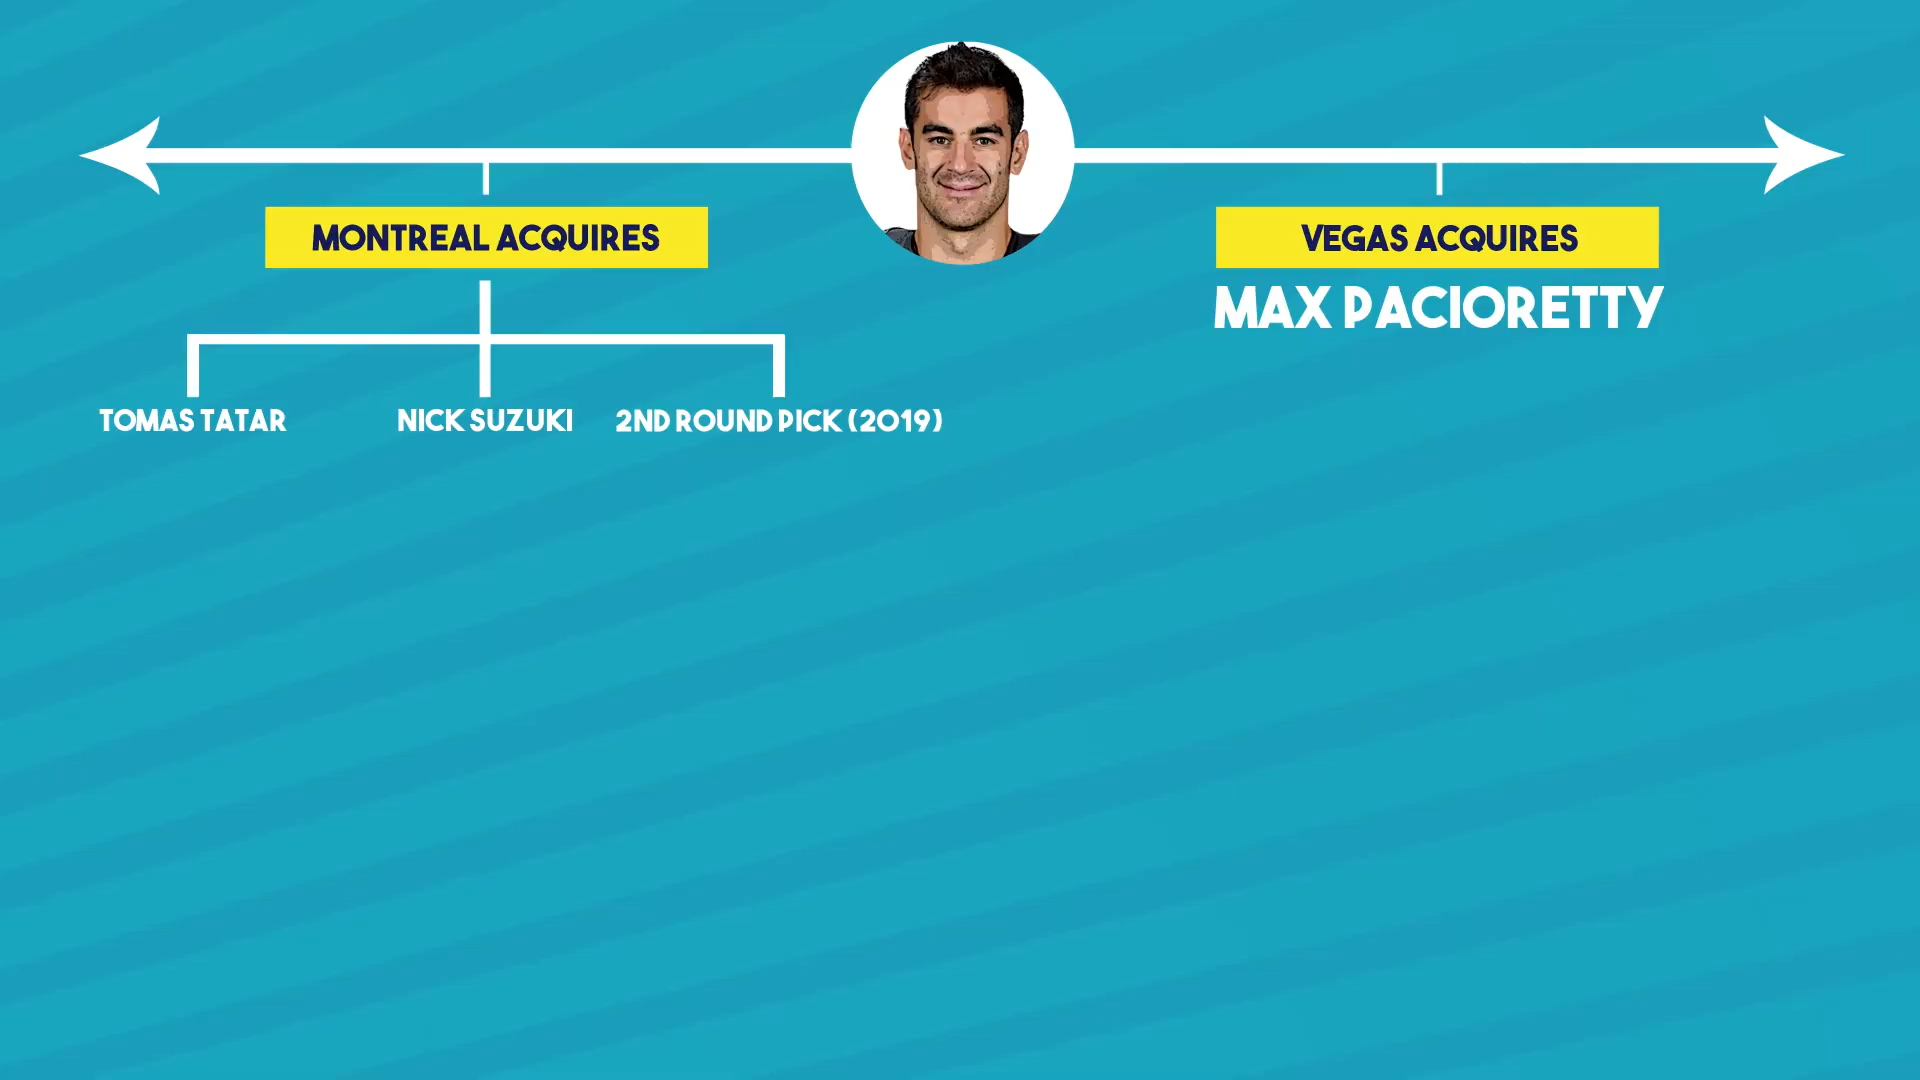 MONTREAL ACQUIRES
VEGAS ACQUIRES
MAX PACIORETTY
TOMAS TATAR
NICK SUZUKI
2ND ROUND PICK (2019)